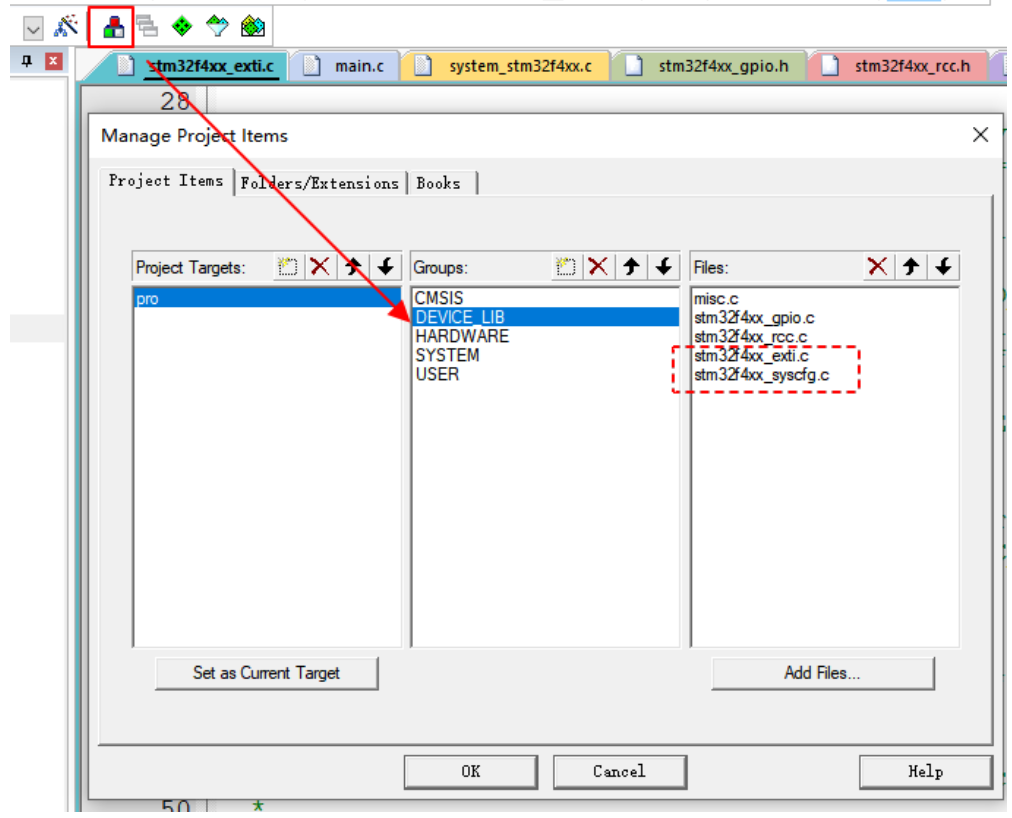 stm32f4xx_exti.c
main.c
system_stm32f4xx.c
stm32f4xx_gpio.h
stm32f4xx_rcc.h
28
Manage Project Items
Project Items
Folders/Extensions
Books
Project Targets:
Groups:
Files:
pro
CMSIS
DEVICE_LIB
HARDWARE
SYSTEM
USER
misc.c
stm32f4xx_gpio.c
stm32f4xx_rcc.c
stm32f4xx_exti.c
stm32f4xx_syscfg.c
Set as Current Target
Add Files...
OK
Cancel
Help
50 *